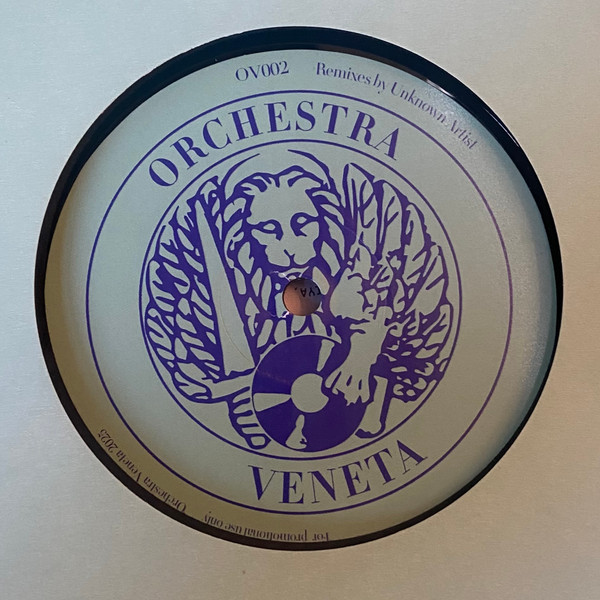 OV002
Remixes by Unknown Artist
ORCHESTRA
VENETA
For promotional use only
Orchestra Veneta 2025